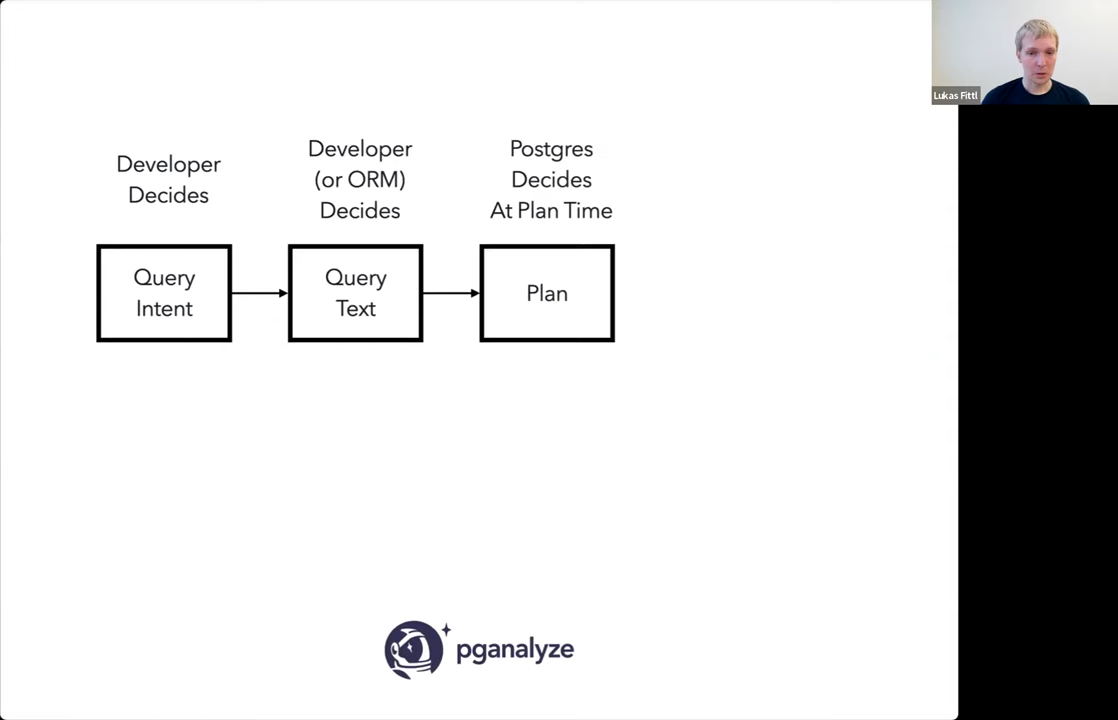 Lukas Fittl
Developer
Decides
Developer
(or ORM)
Decides
Postgres
Decides
At Plan Time
Query
Intent
Query
Text
Plan
pganalyze